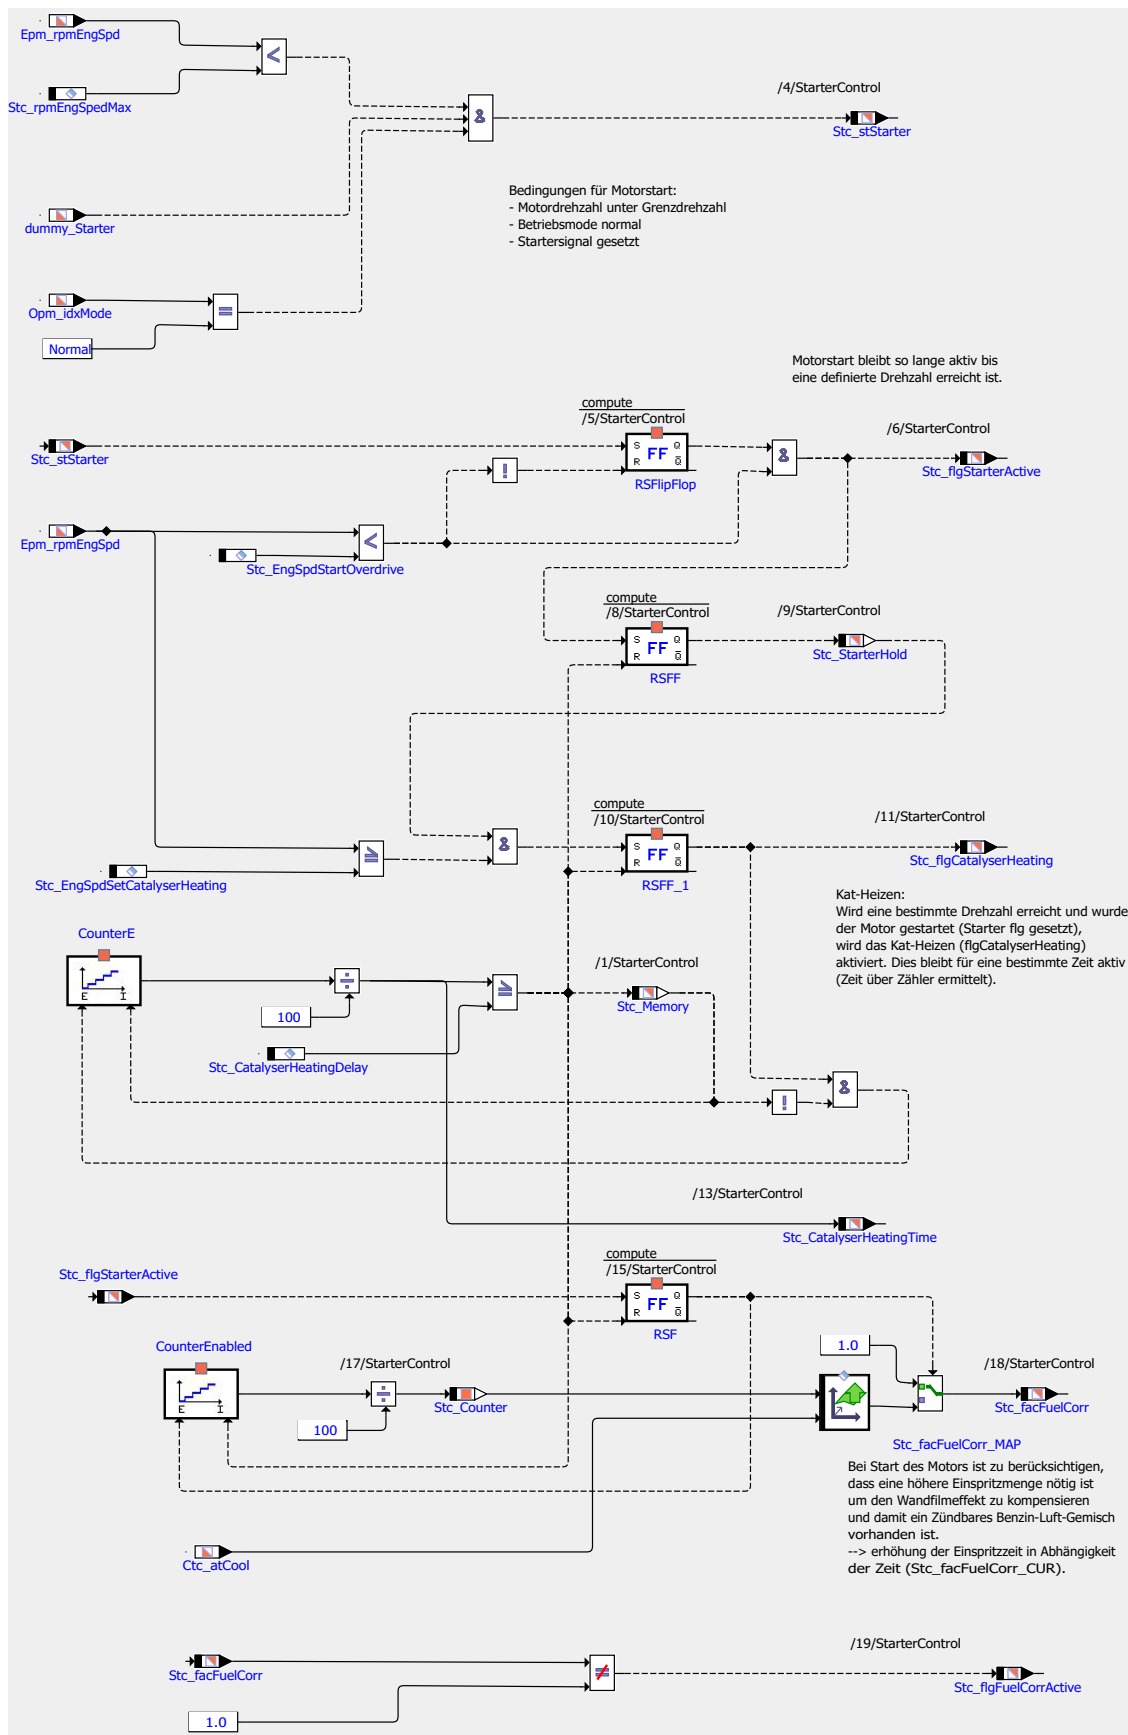 Epm_rpmEngSpd
<
/4/StarterControl
Stc_rpmEngSpedMax
&
Stc_stStarter
Bedingungen für Motorstart:
- Motordrehzahl unter Grenzdrehzahl
- Betriebsmode normal
- Startersignal gesetzt
dummy_Starter
Opm_idxMode
=
Normal
Motorstart bleibt so lange aktiv bis
eine definierte Drehzahl erreicht ist.
compute
/5/StarterControl
/6/StarterControl
Stc_stStarter
S Q
FF
R Q̅
!
&
RSFlipFlop
Stc_flgStarterActive
Epm_rpmEngSpd
<
Stc_EngSpdStartOverdrive
compute
/8/StarterControl
/9/StarterControl
S Q
FF
R Q̅
RSFF
Stc_StarterHold
compute
/10/StarterControl
/11/StarterControl
≥
&
S Q
FF
R Q̅
RSFF_1
Stc_flgCatalyserHeating
Stc_EngSpdSetCatalyserHeating
Kat-Heizen:
Wird eine bestimmte Drehzahl erreicht und wurde
der Motor gestartet (Starter flg gesetzt),
wird das Kat-Heizen (flgCatalyserHeating)
aktiviert. Dies bleibt für eine bestimmte Zeit aktiv
(Zeit über Zähler ermittelt).
CounterE
E I
÷
100
≥
/1/StarterControl
Stc_Memory
Stc_CatalyserHeatingDelay
!
&
/13/StarterControl
Stc_CatalyserHeatingTime
compute
/15/StarterControl
Stc_flgStarterActive
S Q
FF
R Q̅
RSF
CounterEnabled
E I
/17/StarterControl
÷
100
Stc_Counter
1.0
/18/StarterControl
Stc_facFuelCorr
Stc_facFuelCorr_MAP
Bei Start des Motors ist zu berücksichtigen,
dass eine höhere Einspritzmenge nötig ist
um den Wandfilmeffekt zu kompensieren
und damit ein Zündbares Benzin-Luft-Gemisch
vorhanden ist.
--> erhöhung der Einspritzzeit in Abhängigkeit
der Zeit (Stc_facFuelCorr_CUR).
Ctc_atCool
/19/StarterControl
Stc_facFuelCorr
≠
Stc_flgFuelCorrActive
1.0